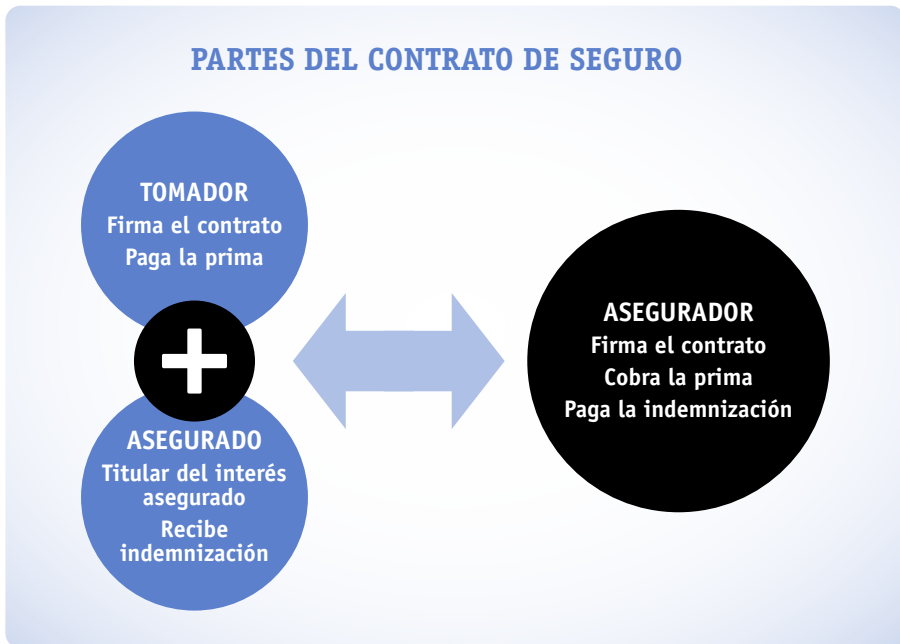 PARTES DEL CONTRATO DE SEGURO
TOMADOR
Firma el contrato
Paga la prima
ASEGURADO
Titular del interés
asegurado
Recibe
indemnización
ASEGURADOR
Firma el contrato
Cobra la prima
Paga la indemnización